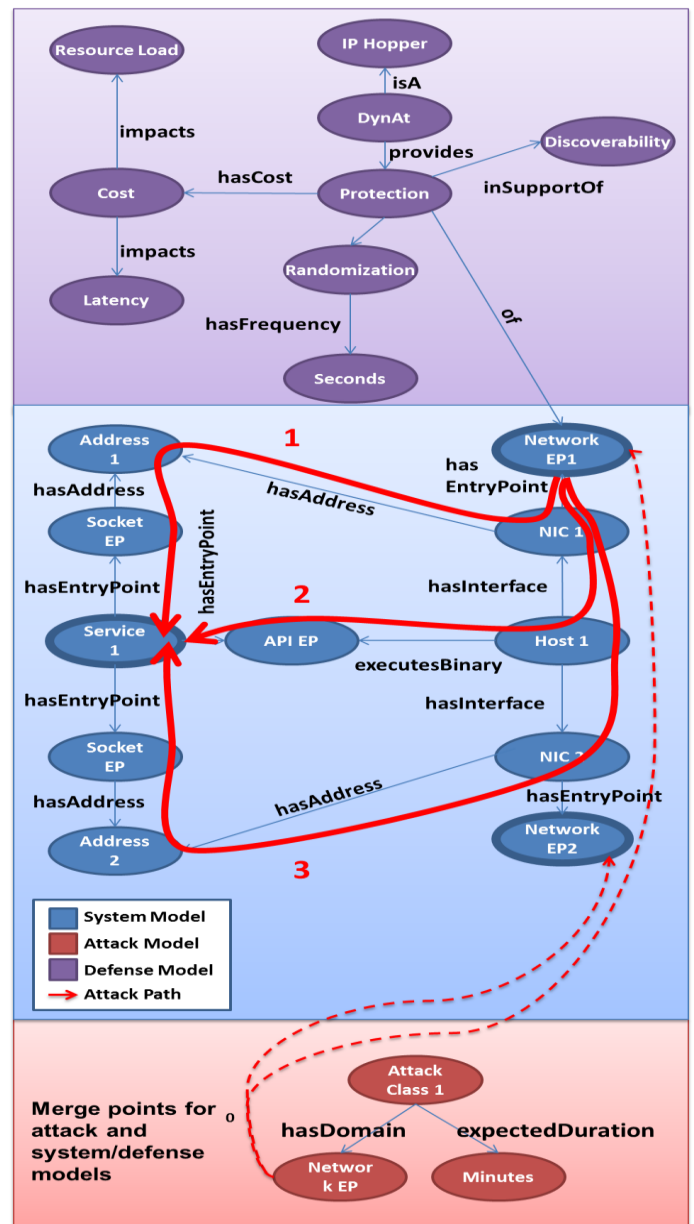 Resource Load
IP Hopper
isA
impacts
DynAt
provides
Discoverability
hasCost
Cost
Protection
inSupportOf
impacts
Randomization
Latency
hasFrequency
of
Seconds
1
Address
1
Network
EP1
has
EntryPoint
hasAddress
hasAddress
Socket
EP
NIC 1
hasEntryPoint
hasEntryPoint
2
hasInterface
Service
1
API EP
Host 1
executesBinary
hasEntryPoint
hasInterface
Socket
EP
NIC 2
hasAddress
hasAddress
hasEntryPoint
Address
2
Network
EP2
3
System Model
Attack Model
Defense Model
Attack Path
Attack
Class 1
Merge points for
attack and
system/defense
models
0
hasDomain
expectedDuration
Networ
k EP
Minutes